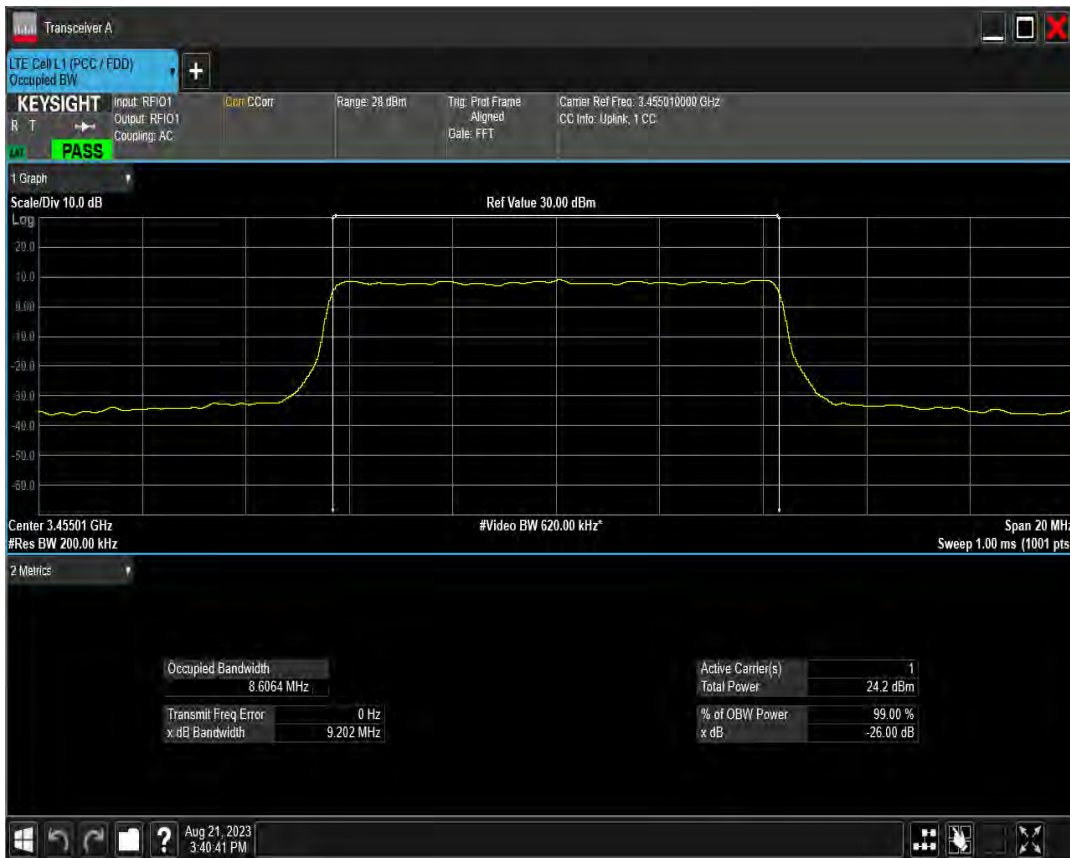 Transceiver A
LTE Cell L1 (PCC / FDD)
Occupied BW
+
KEYSIGHT
R T
PASS
Input: RFIO1
Output: RFIO1
Coupling: AC
Corr CCorr
Range: 28 dBm
Trig: Prot Frame
Aligned
Gate: FFT
Carrier Ref Freq: 3.455010000 GHz
CC Info: Uplink, 1 CC
1 Graph
Scale/Div 10.0 dB
Ref Value 30.00 dBm
Log
20.0
10.0
0.00
-10.0
-20.0
-30.0
-40.0
-50.0
-60.0
Center 3.45501 GHz
#Video BW 620.00 kHz*
Span 20 MHz
#Res BW 200.00 kHz
Sweep 1.00 ms (1001 pts
2 Metrics
Occupied Bandwidth
8.6064 MHz
Transmit Freq Error 0 Hz
x dB Bandwidth 9.202 MHz
Active Carrier(s) 1
Total Power 24.2 dBm
% of OBW Power 99.00 %
x dB -26.00 dB
?
Aug 21, 2023
3:40:41 PM